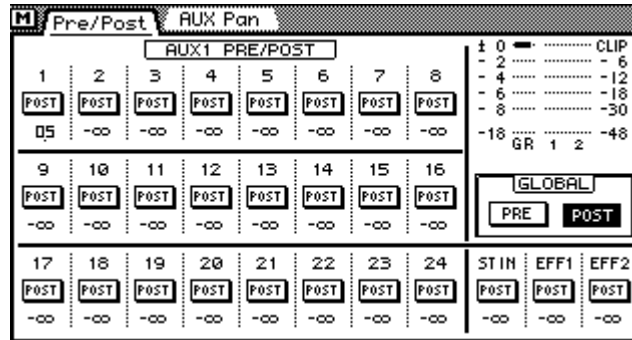 M Pre/Post AUX Pan
AUX1 PRE/POST
1 2 3 4 5 6 7 8
POST POST POST POST POST POST POST POST
05 -∞ -∞ -∞ -∞ -∞ -∞ -∞
9 10 11 12 13 14 15 16
POST POST POST POST POST POST POST POST
-∞ -∞ -∞ -∞ -∞ -∞ -∞ -∞
17 18 19 20 21 22 23 24
POST POST POST POST POST POST POST POST
-∞ -∞ -∞ -∞ -∞ -∞ -∞ -∞
± 0 CLIP
- 2 - 6
- 4 -12
- 6 -18
- 8 -30
-18 -48
GR 1 2
GLOBAL
PRE POST
ST IN EFF1 EFF2
POST POST POST
-∞ -∞ -∞